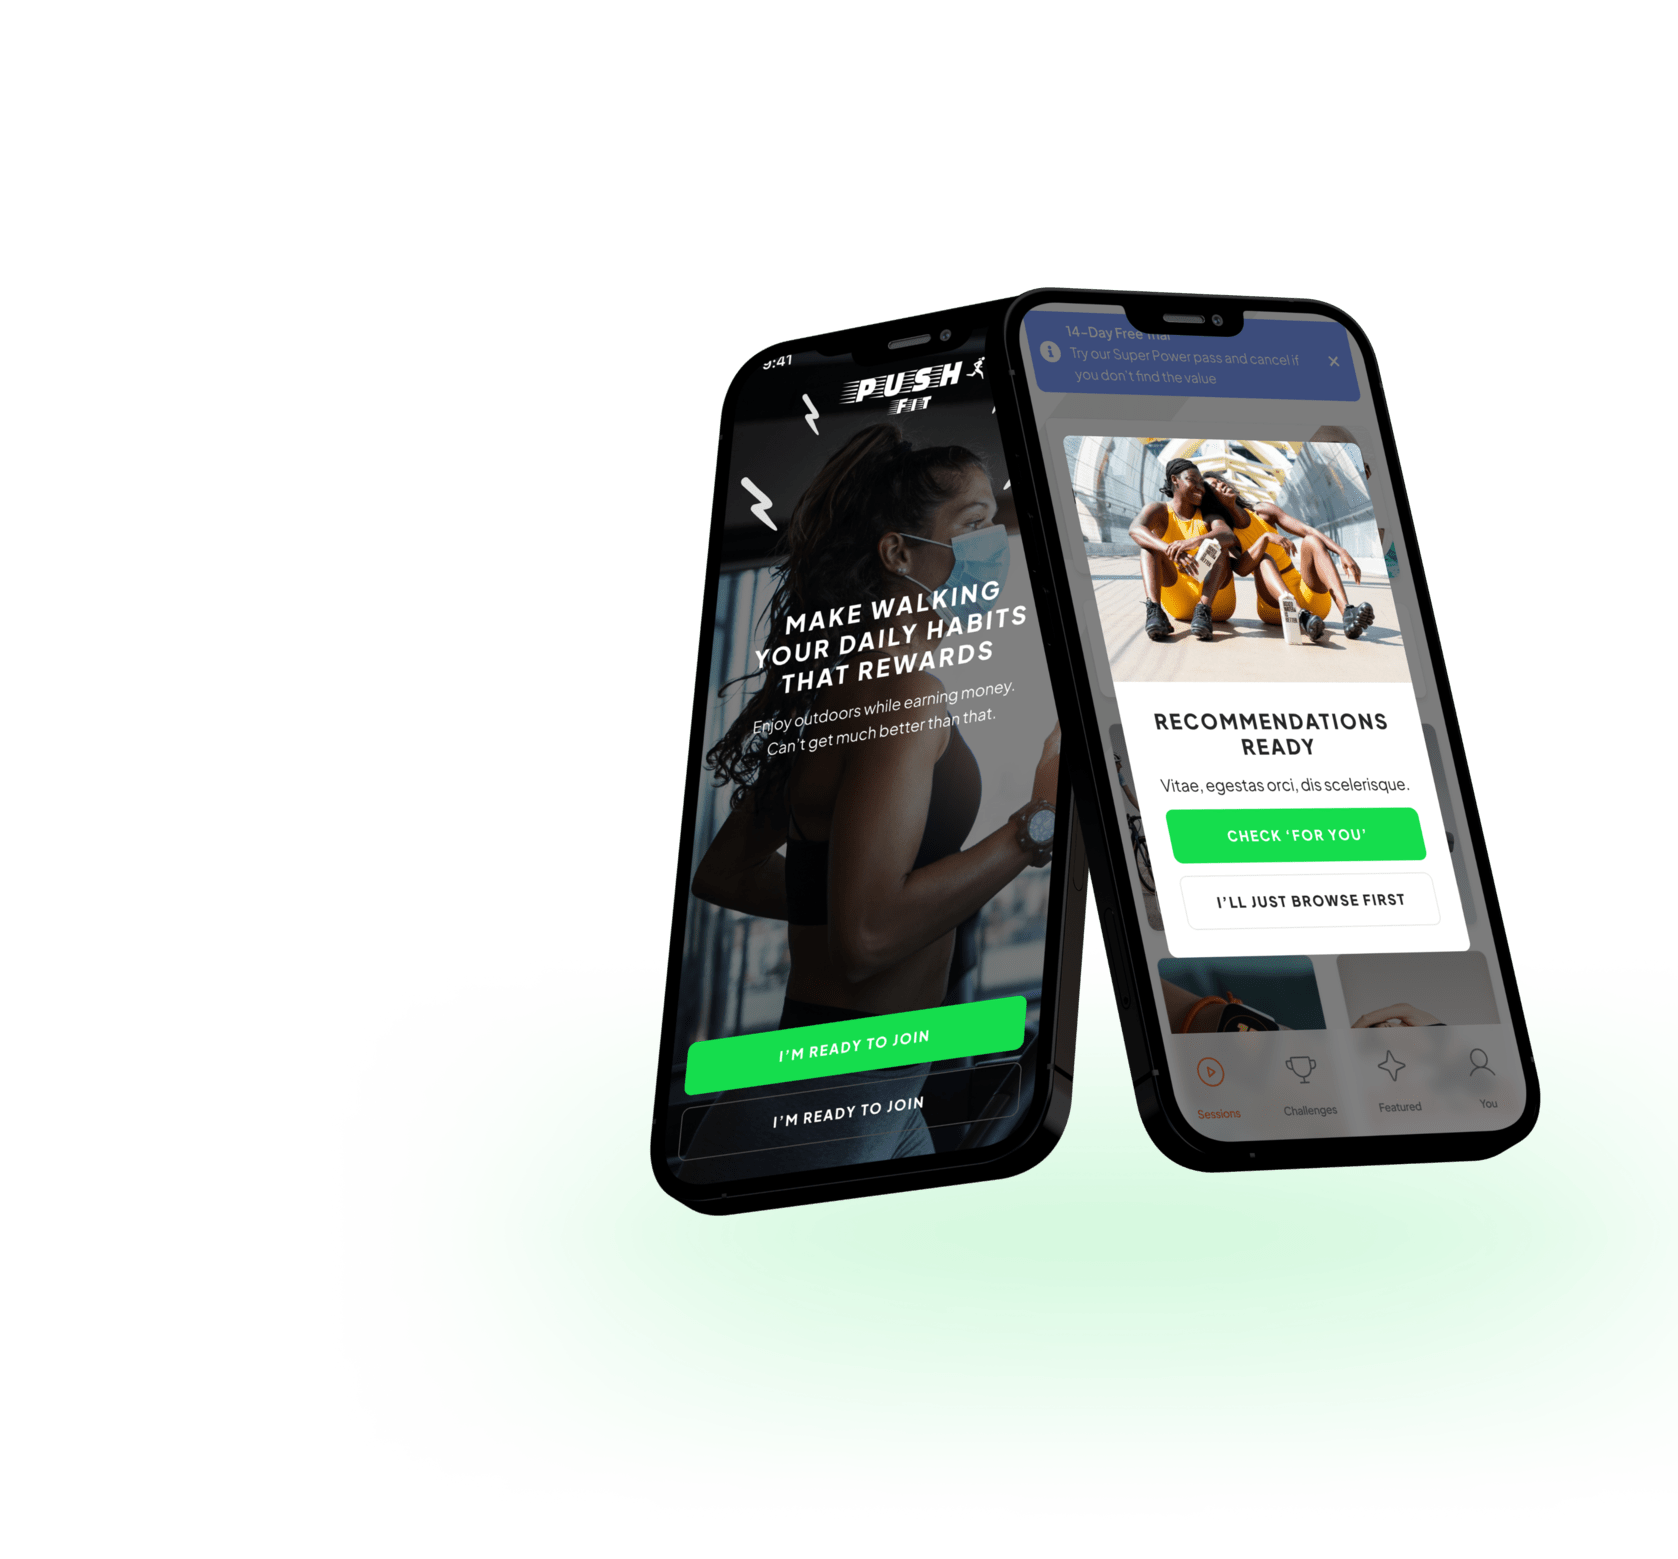 9:41
PUSH
FIT
MAKE WALKING
YOUR DAILY HABITS
THAT REWARDS
Enjoy outdoors while earning money.
Can't get much better than that.
I'M READY TO JOIN
I'M READY TO JOIN
14-Day Free Trial
Try our Super Power pass and cancel if
you don't find the value
RECOMMENDATIONS
READY
Vitae, egestas orci, dis scelerisque.
CHECK 'FOR YOU'
I'LL JUST BROWSE FIRST
Sessions
Challenges
Featured
You